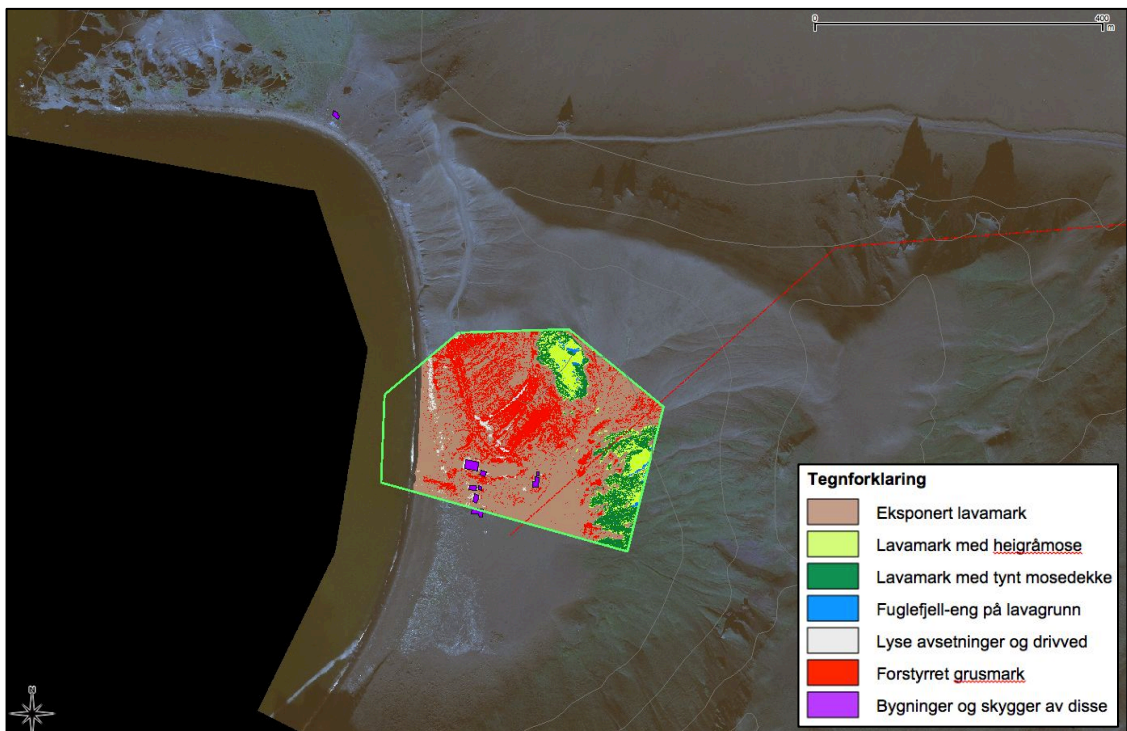 0 400
m
Tegnforklaring
Eksponert lavamark
Lavamark med heigråmose
Lavamark med tynt mosedekke
Fuglefjell-eng på lavagrunn
Lyse avsetninger og drivved
Forstyrret grusmark
Bygninger og skygger av disse